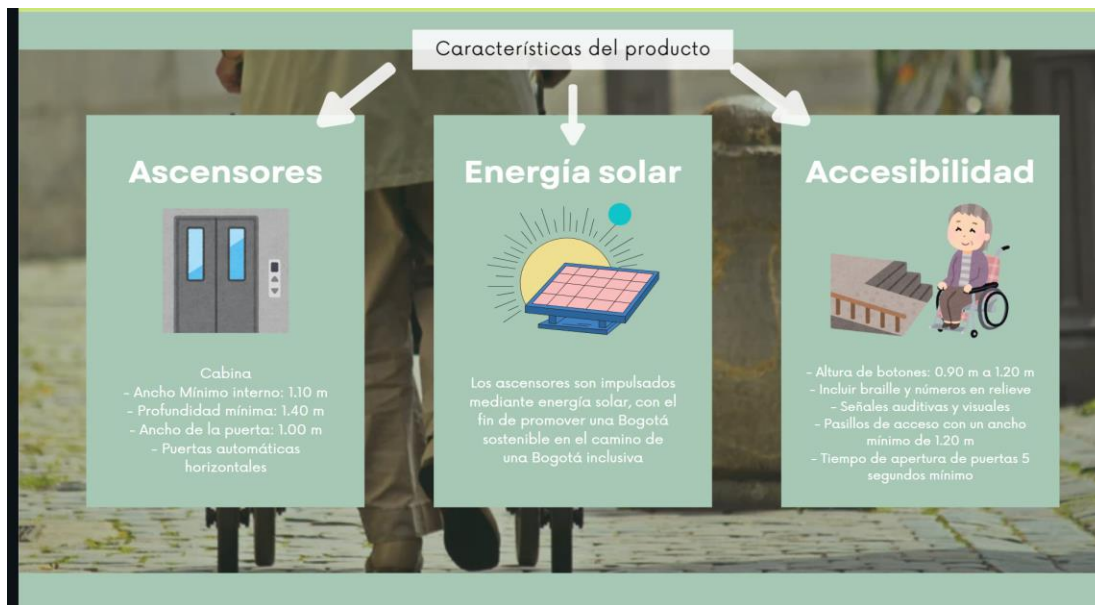 Características del producto
Ascensores
Cabina
- Ancho Mínimo interno: 1.10 m
- Profundidad mínima: 1.40 m
- Ancho de la puerta: 1.00 m
- Puertas automáticas
horizontales
Energía solar
Los ascensores son impulsados
mediante energía solar, con el
fin de promover una Bogotá
sostenible en el camino de
una Bogotá inclusiva
Accesibilidad
- Altura de botones: 0.90 m a 1.20 m
- Incluir braille y números en relieve
- Señales auditivas y visuales
- Pasillos de acceso con un ancho
mínimo de 1.20 m
- Tiempo de apertura de puertas 5
segundos mínimo